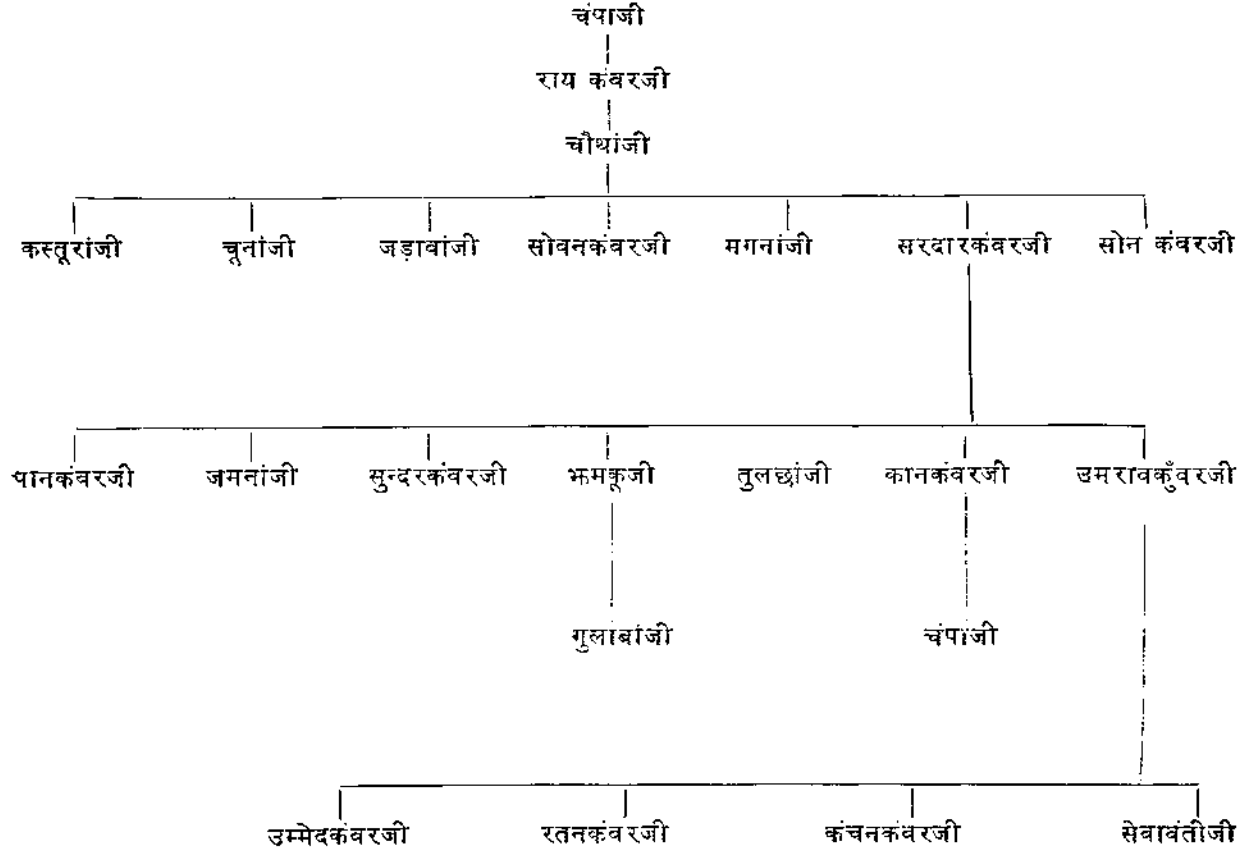 चंपाजी
राय कंवरजी
चौथांजी
कस्तूरांजी चूनांजी जड़ावांजी सोवनकंवरजी मगनांजी सरदारकंवरजी सोन कंवरजी
पानकंवरजी जमनांजी सुन्दरकंवरजी झमकूजी तुलछांजी कानकंवरजी उमरावकुँवरजी
गुलाबांजी चंपाजी
उम्मेदकंवरजी रतनकंवरजी कंचनकंवरजी सेवावंतीजी